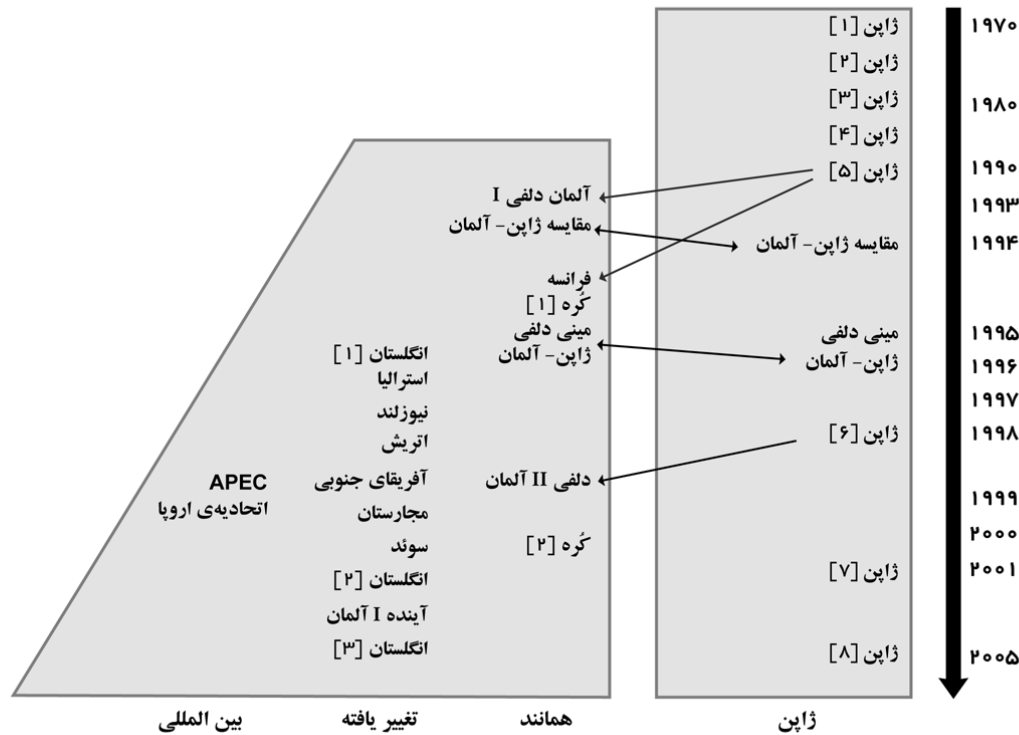 ۱۹۷۰
۱۹۸۰
۱۹۹۰
۱۹۹۳
۱۹۹۴
۱۹۹۵
۱۹۹۶
۱۹۹۷
۱۹۹۸
۱۹۹۹
۲۰۰۰
۲۰۰۱
۲۰۰۵
ژاپن [۱]
ژاپن [۲]
ژاپن [۳]
ژاپن [۴]
ژاپن [۵]
مقایسه ژاپن- آلمان
مینی دلفی
ژاپن- آلمان
ژاپن [۶]
ژاپن [۷]
ژاپن [۸]
ژاپن
آلمان دلفی I
مقایسه ژاپن- آلمان
فرانسه
کُره [۱]
مینی دلفی
ژاپن- آلمان
دلفی II آلمان
کُره [۲]
همانند
انگلستان [۱]
استرالیا
نیوزلند
اتریش
آفریقای جنوبی
مجارستان
سوئد
انگلستان [۲]
آینده I آلمان
انگلستان [۳]
تغییر یافته
APEC
اتحادیه‌ی اروپا
بین المللی